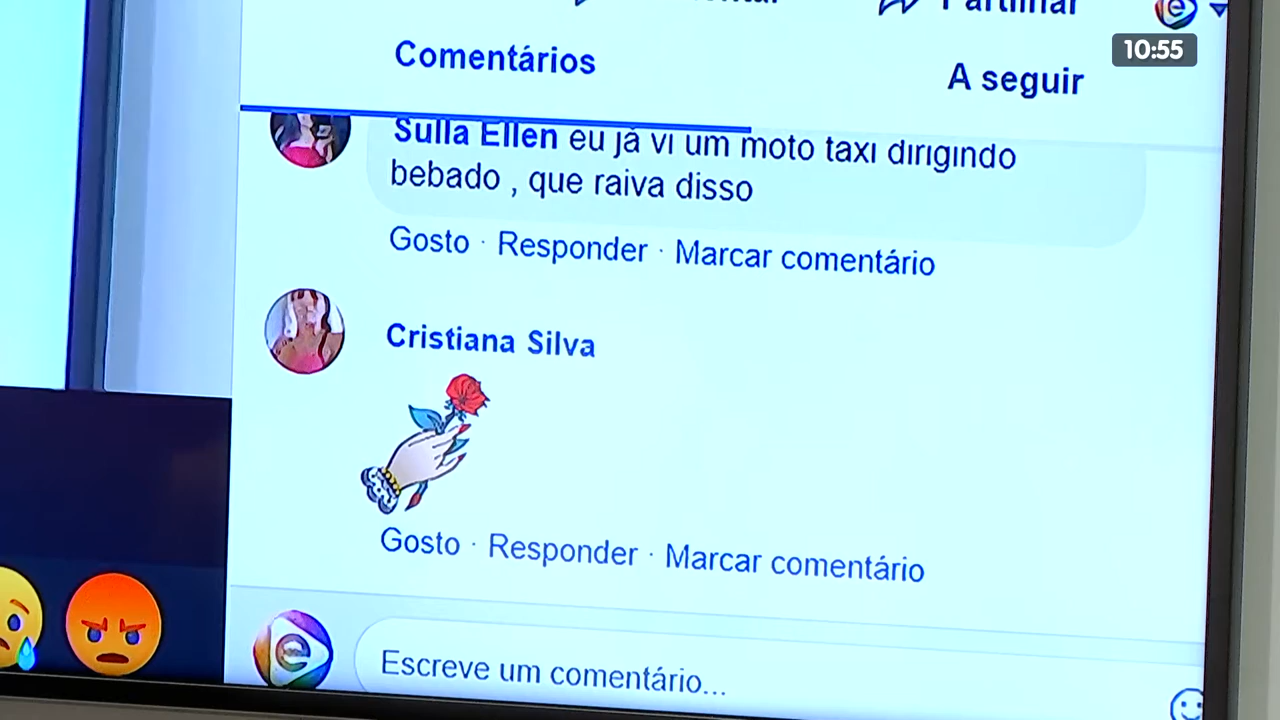 Partilhar
10:55
Comentários
A seguir
Sulla Ellen eu já vi um moto taxi dirigindo
bebado , que raiva disso
Gosto · Responder · Marcar comentário
Cristiana Silva
Gosto · Responder · Marcar comentário
e
Escreve um comentário...